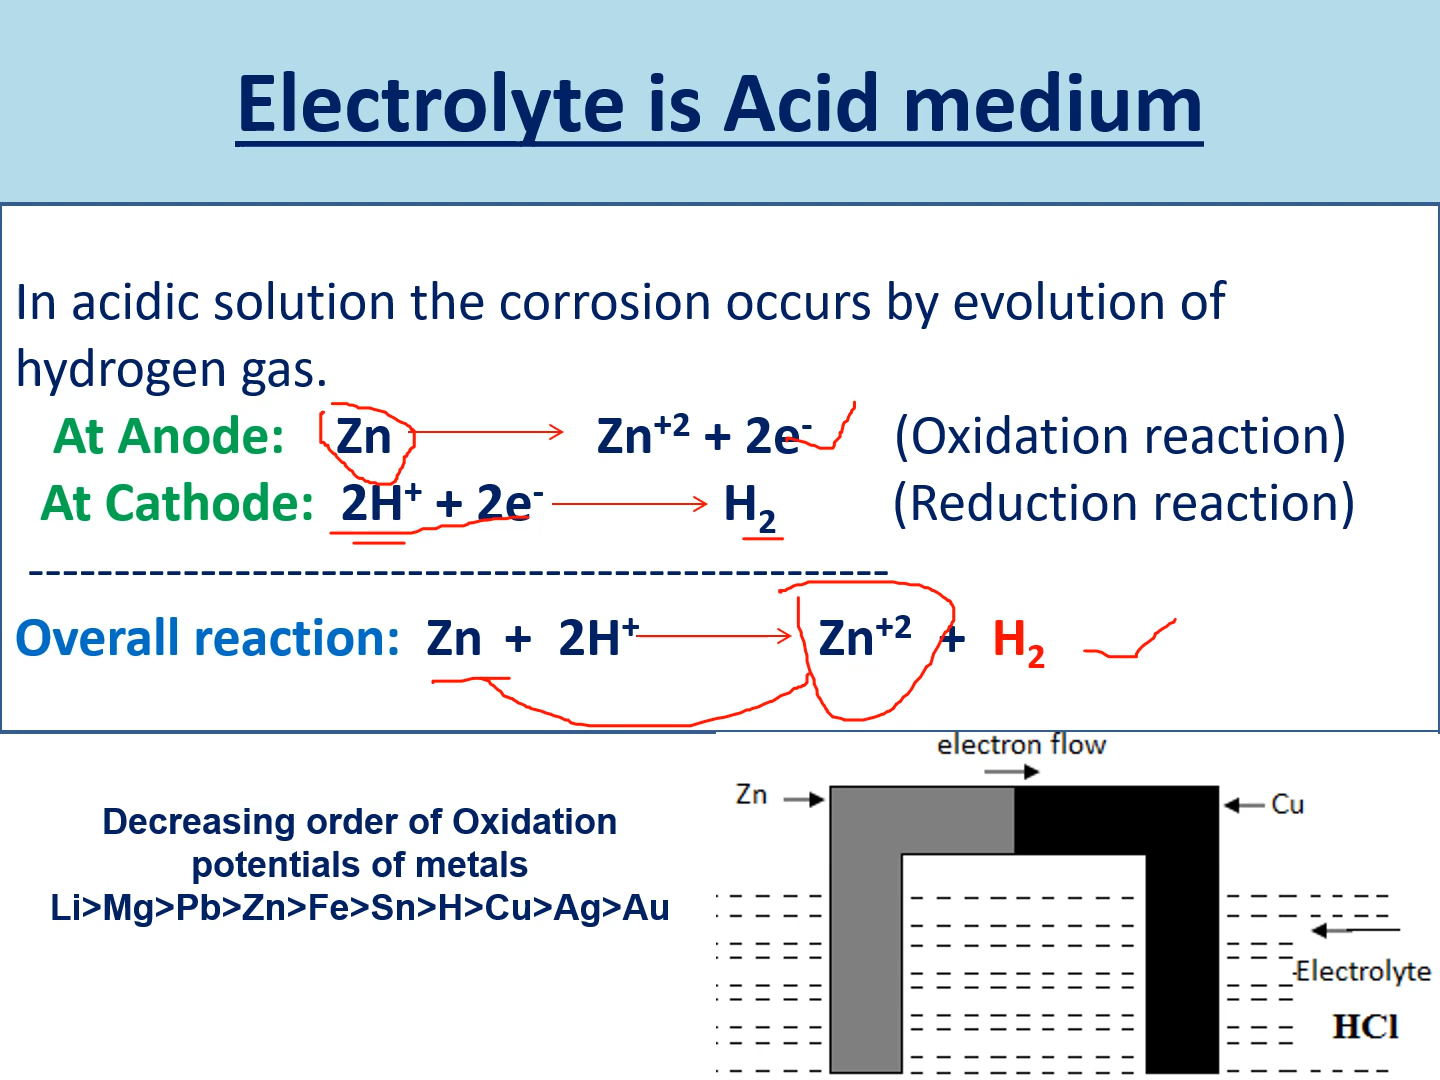 Electrolyte is Acid medium
In acidic solution the corrosion occurs by evolution of
hydrogen gas.
At Anode: Zn → Zn⁺² + 2e⁻ (Oxidation reaction)
At Cathode: 2H⁺ + 2e⁻ → H₂ (Reduction reaction)
--------------------------------------------------
Overall reaction: Zn + 2H⁺ → Zn⁺² + H₂
Decreasing order of Oxidation
potentials of metals
Li>Mg>Pb>Zn>Fe>Sn>H>Cu>Ag>Au
electron flow
Zn
Cu
Electrolyte
HCl